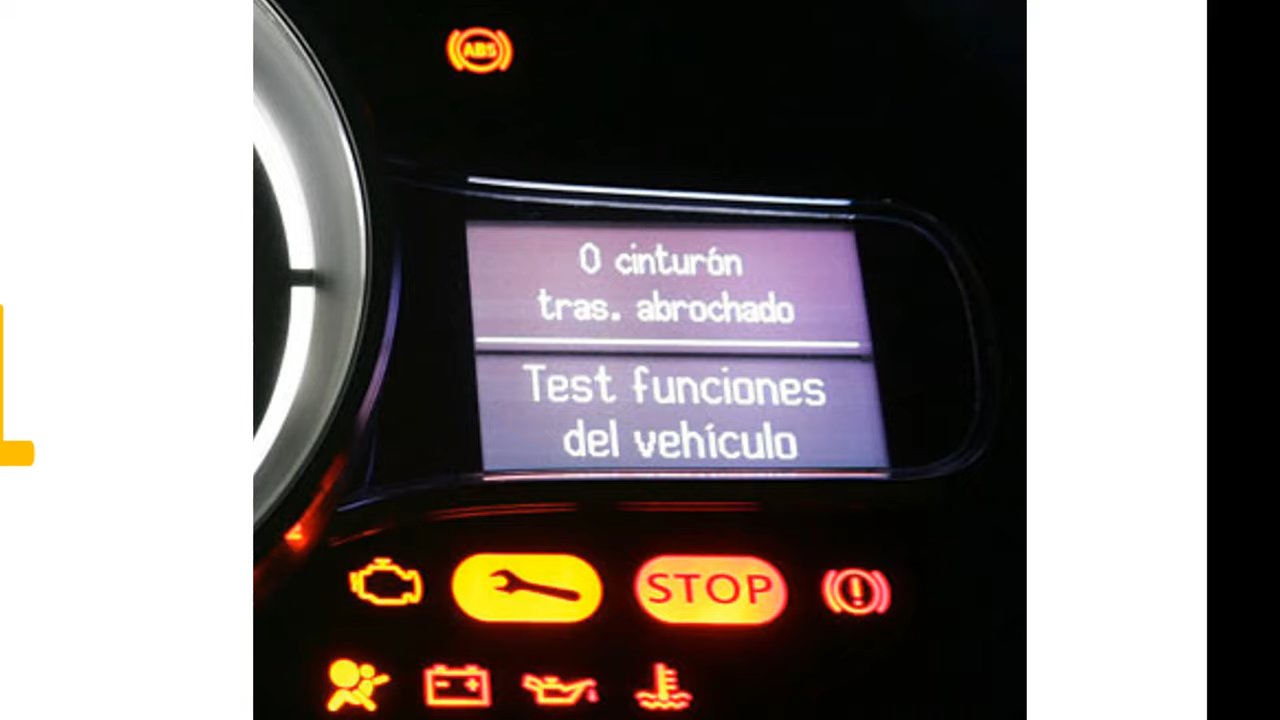 ABS
0 cinturón
tras. abrochado
Test funciones
del vehículo
STOP